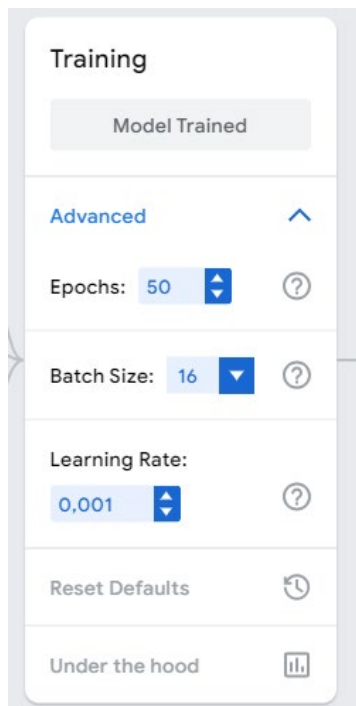 Training
Model Trained
Advanced
Epochs: 50
Batch Size: 16
Learning Rate:
0,001
Reset Defaults
Under the hood